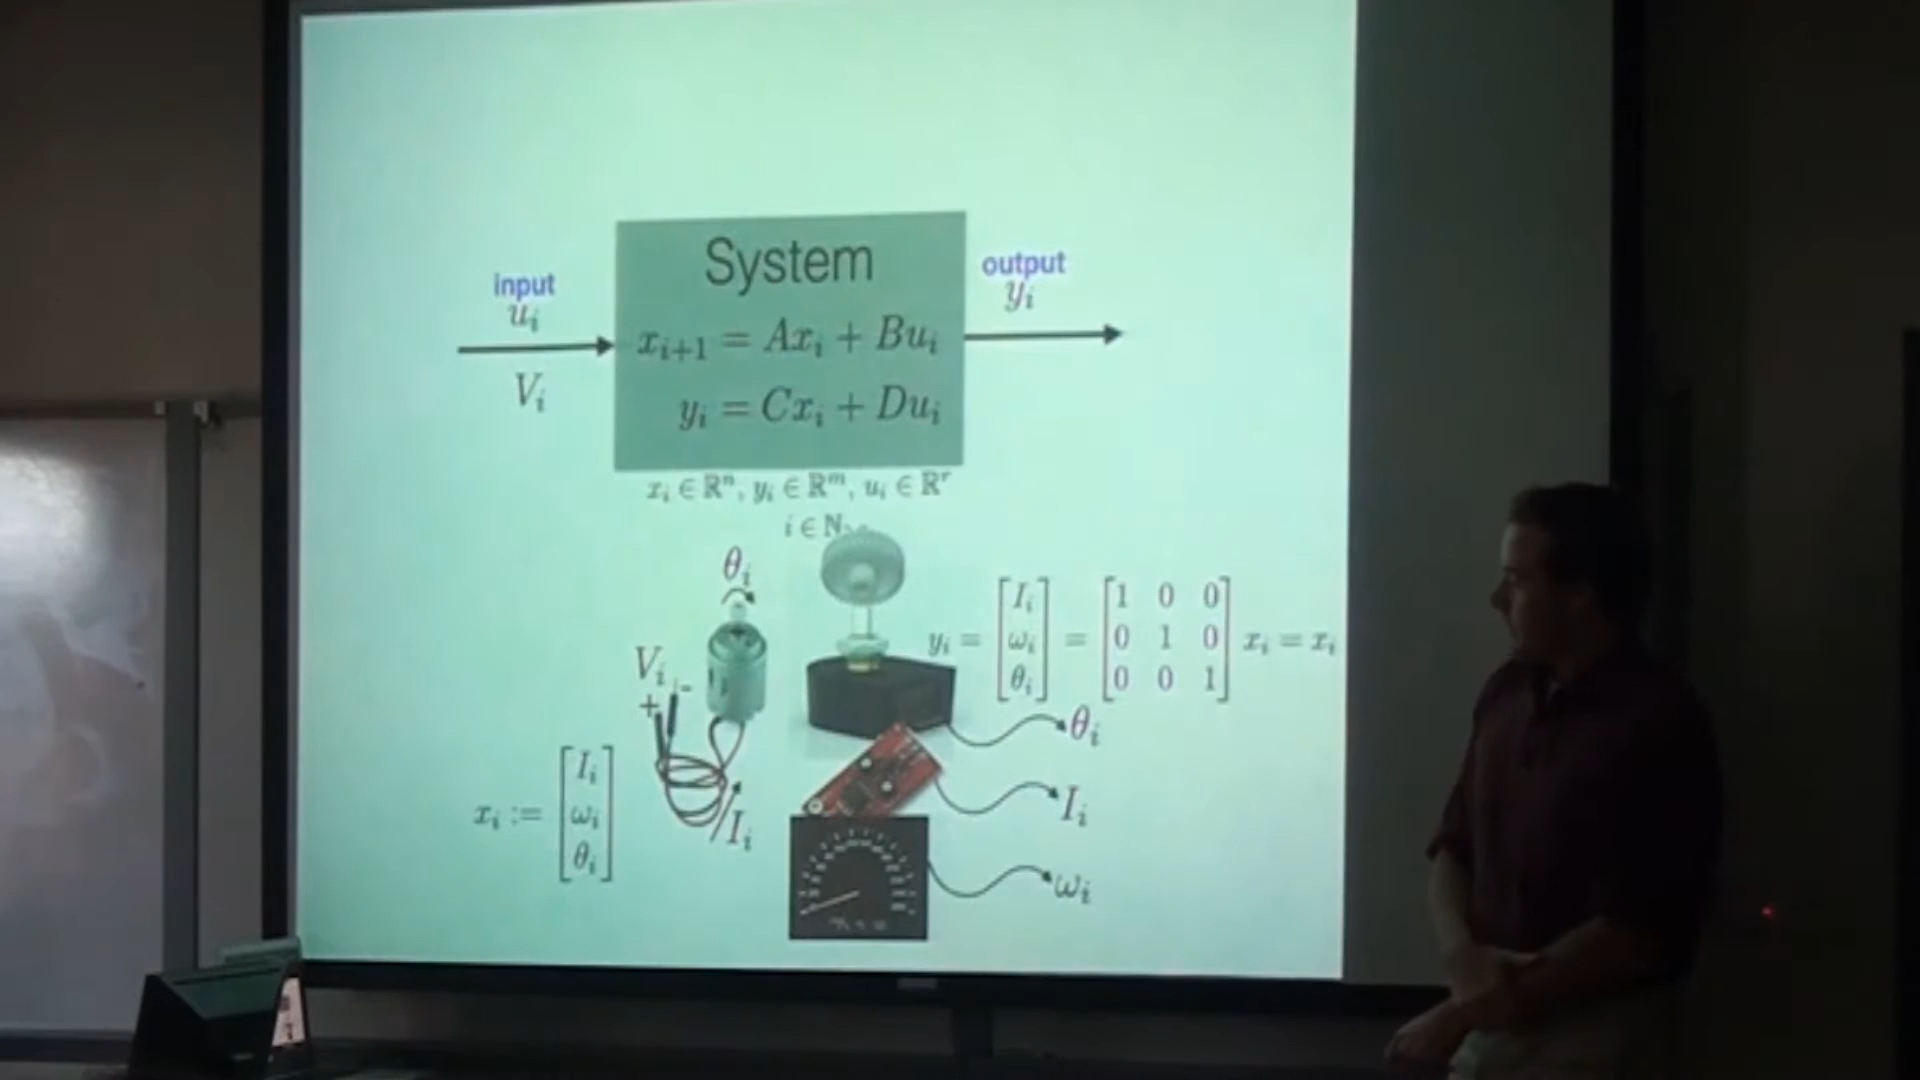 System
input
u_i
V_i
x_{i+1} = Ax_i + Bu_i
y_i = Cx_i + Du_i
output
y_i
x_i ∈ ℝ^n, y_i ∈ ℝ^m, u_i ∈ ℝ^r
i ∈ ℕ
θ_i
V_i
+ -
I_i
x_i := [I_i
ω_i
θ_i]
y_i = [I_i ω_i θ_i] = [1 0 0
0 1 0
0 0 1] x_i = x_i
θ_i
I_i
ω_i